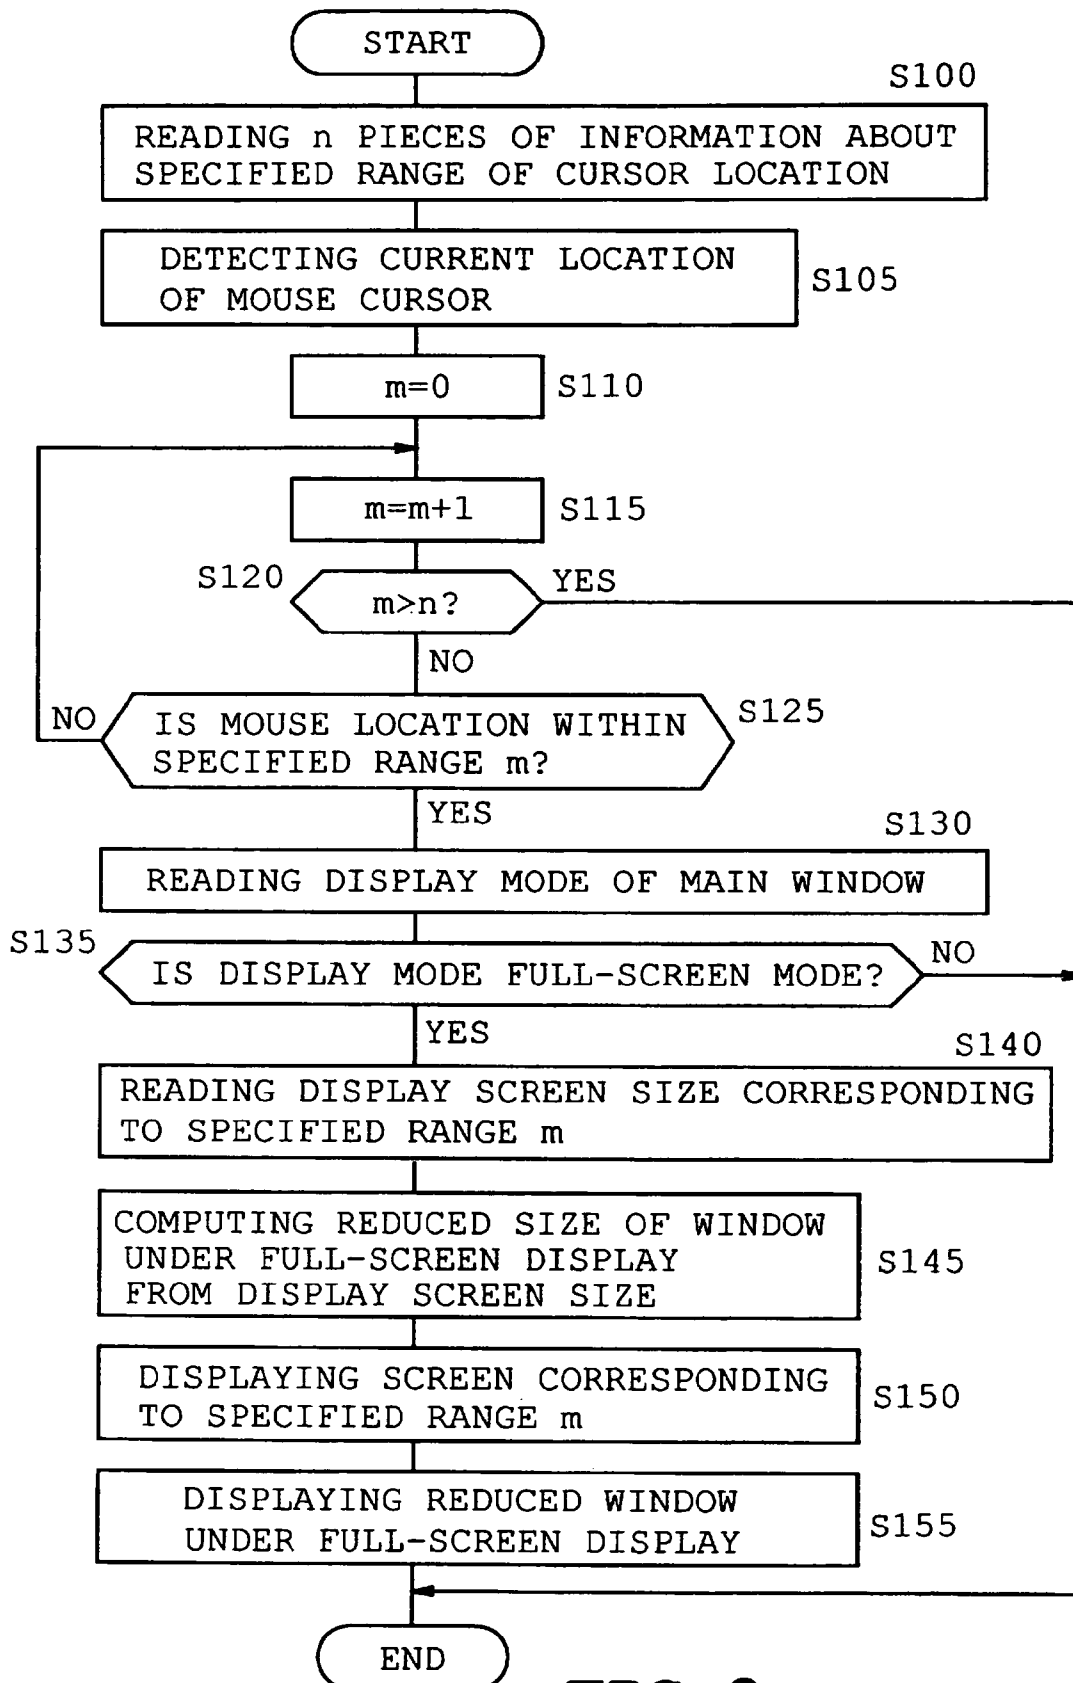 START
S100
READING n PIECES OF INFORMATION ABOUT
SPECIFIED RANGE OF CURSOR LOCATION
DETECTING CURRENT LOCATION
OF MOUSE CURSOR
S105
m=0
S110
m=m+1
S115
S120
m>n?
YES
NO
NO
IS MOUSE LOCATION WITHIN
SPECIFIED RANGE m?
S125
YES
S130
READING DISPLAY MODE OF MAIN WINDOW
S135
IS DISPLAY MODE FULL-SCREEN MODE?
NO
YES
S140
READING DISPLAY SCREEN SIZE CORRESPONDING
TO SPECIFIED RANGE m
COMPUTING REDUCED SIZE OF WINDOW
UNDER FULL-SCREEN DISPLAY
FROM DISPLAY SCREEN SIZE
S145
DISPLAYING SCREEN CORRESPONDING
TO SPECIFIED RANGE m
S150
DISPLAYING REDUCED WINDOW
UNDER FULL-SCREEN DISPLAY
S155
END